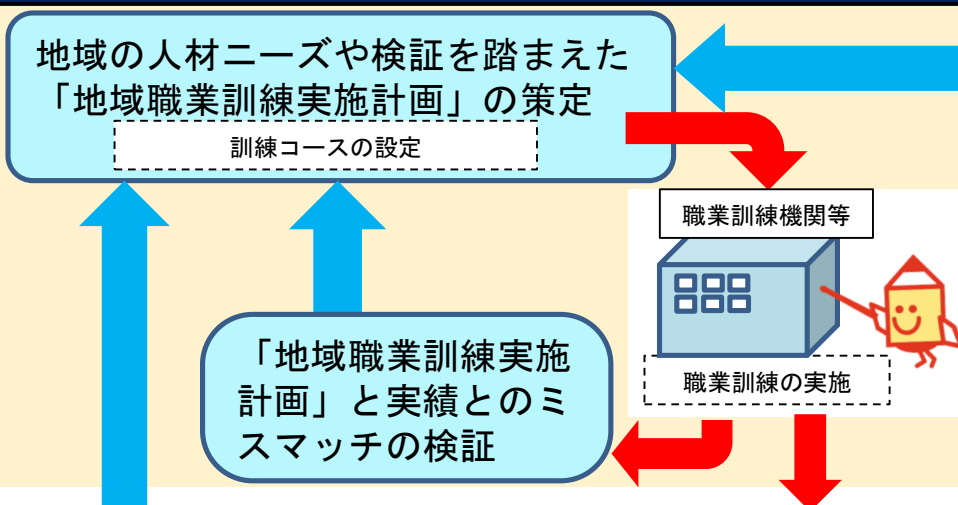 地域の人材ニーズや検証を踏まえた
「地域職業訓練実施計画」の策定
訓練コースの設定
職業訓練機関等
職業訓練の実施
「地域職業訓練実施
計画」と実績とのミ
スマッチの検証